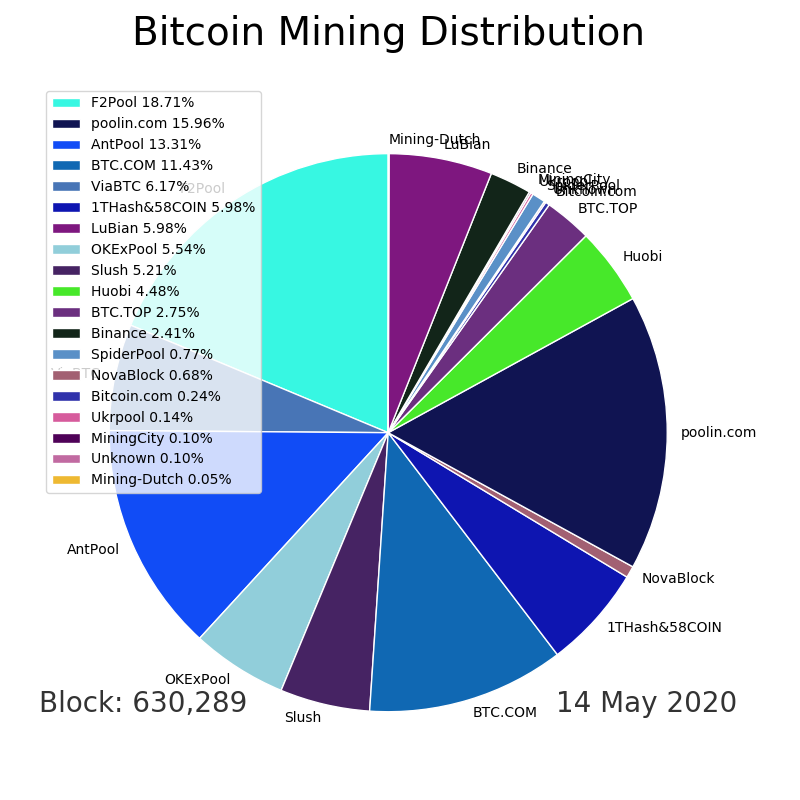 Bitcoin Mining Distribution
F2Pool 18.71%
poolin.com 15.96%
AntPool 13.31%
BTC.COM 11.43%
ViaBTC 6.17%
1THash&58COIN 5.98%
LuBian 5.98%
OKExPool 5.54%
Slush 5.21%
Huobi 4.48%
BTC.TOP 2.75%
Binance 2.41%
SpiderPool 0.77%
NovaBlock 0.68%
Bitcoin.com 0.24%
Ukrpool 0.14%
MiningCity 0.10%
Unknown 0.10%
Mining-Dutch 0.05%
Mining-Dutch
LuBian
Binance
MiningCity
Bitcoin.com
BTC.TOP
Huobi
poolin.com
NovaBlock
1THash&58COIN
BTC.COM
Slush
OKExPool
AntPool
Block: 630,289
14 May 2020